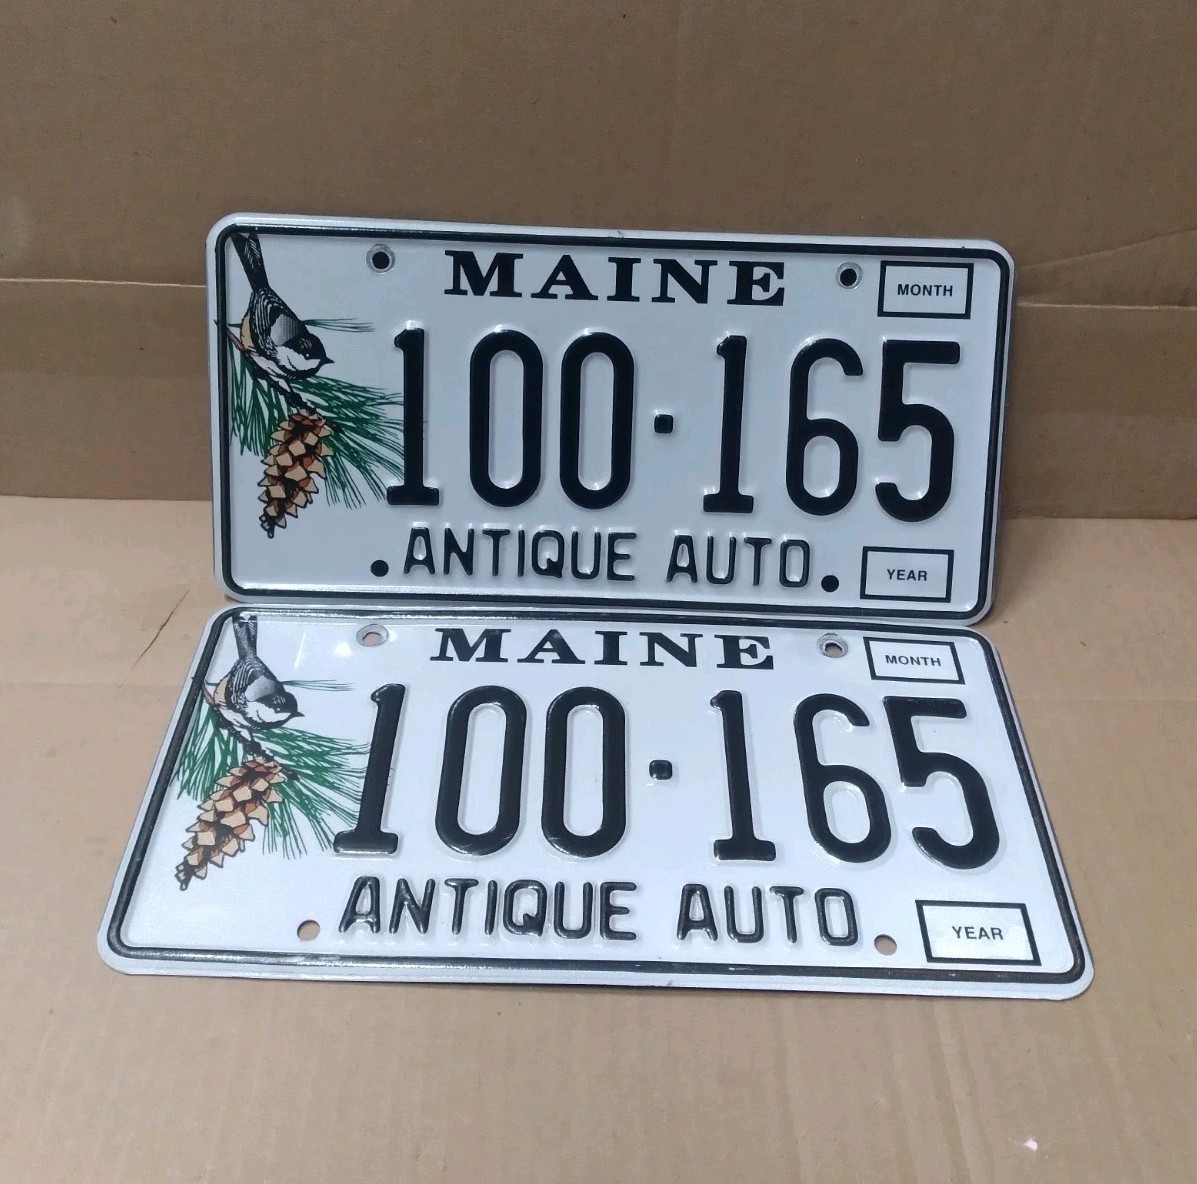 MAINE MONTH
100·165
ANTIQUE AUTO YEAR
MAINE MONTH
100·165
ANTIQUE AUTO YEAR